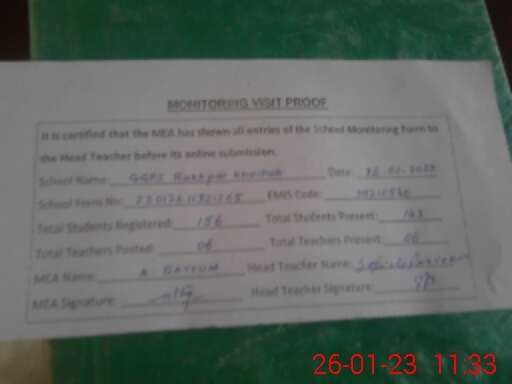 MONITORING VISIT PROOF
It is certified that the MEA has shown all entries of the School Monitoring Form to
the Head Teacher before its online submission.
School Name: GGPS Date: 26-01-2023
School Form No: EMIS Code:
Total Students Registered: 156 Total Students Present: 143
Total Teachers Posted: 06 Total Teachers Present: 06
MEA Name: A. Head Teacher Name:
MEA Signature: Head Teacher Signature:
26-01-23 11:33